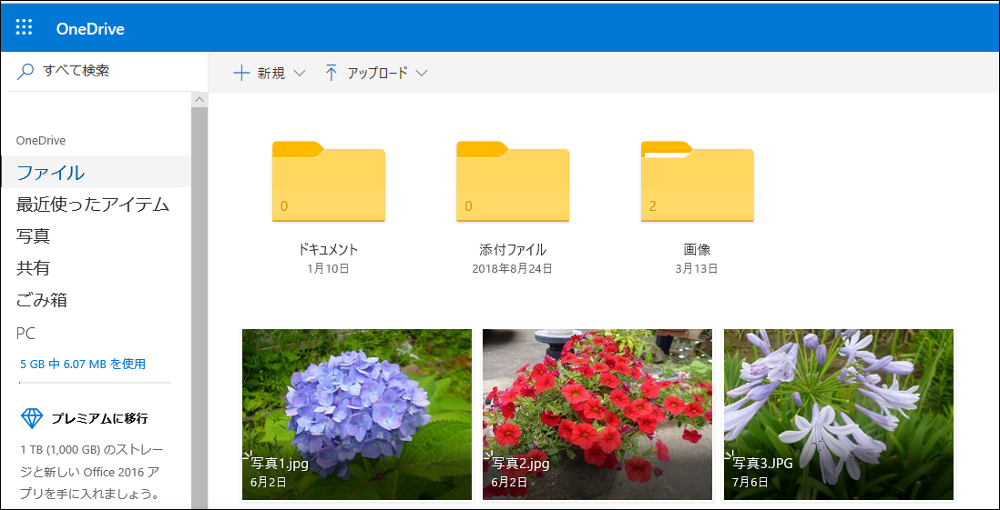 OneDrive
すべて検索
新規
アップロード
OneDrive
ファイル
最近使ったアイテム
写真
共有
ごみ箱
PC
5 GB 中 6.07 MB を使用
プレミアムに移行
1 TB (1,000 GB) のストレー
ジと新しい Office 2016 ア
プリを手に入れましょう。
0
ドキュメント
1月10日
0
添付ファイル
2018年8月24日
2
画像
3月13日
写真1.jpg
6月2日
写真2.jpg
6月2日
写真3.JPG
7月6日